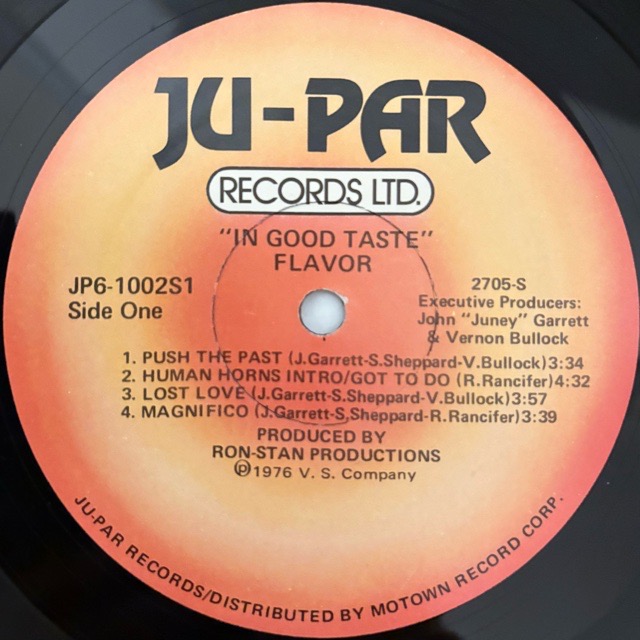 JU-PAR
RECORDS LTD.
"IN GOOD TASTE"
FLAVOR
JP6-1002S1
Side One
2705-S
Executive Producers:
John "Juney" Garrett
& Vernon Bullock
1. PUSH THE PAST (J.Garrett-S.Sheppard-V.Bullock)3:34
2. HUMAN HORNS INTRO/GOT TO DO (R.Rancifer)4:32
3. LOST LOVE (J.Garrett-S.Sheppard-V.Bullock)3:57
4. MAGNIFICO (J.Garrett-S.Sheppard-R.Rancifer)3:39
PRODUCED BY
RON-STAN PRODUCTIONS
℗1976 V. S. Company
JU-PAR RECORDS/DISTRIBUTED BY MOTOWN RECORD CORP.